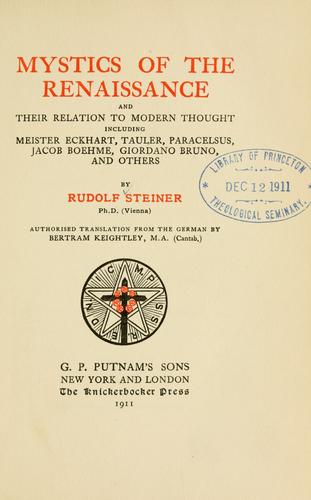 MYSTICS OF THE
RENAISSANCE
AND
THEIR RELATION TO MODERN THOUGHT
INCLUDING
MEISTER ECKHART, TAULER, PARACELSUS,
JACOB BOEHME, GIORDANO BRUNO,
AND OTHERS
BY
RUDOLF STEINER
Ph.D. (Vienna)
LIBRARY OF PRINCETON
DEC 12 1911
THEOLOGICAL SEMINARY.
AUTHORISED TRANSLATION FROM THE GERMAN BY
BERTRAM KEIGHTLEY, M.A. (Cantab,)
G. P. PUTNAM'S SONS
NEW YORK AND LONDON
The Knickerbocker Press
1911